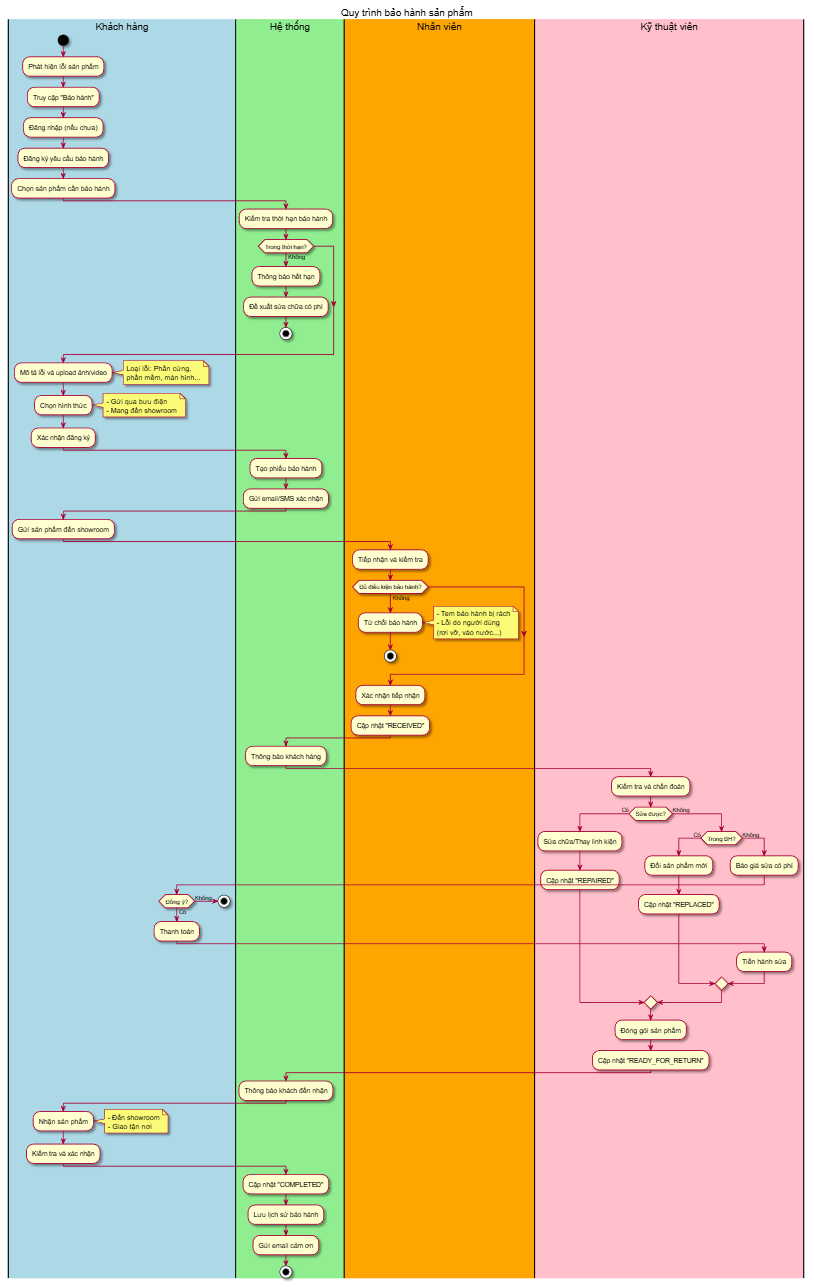 Quy trình bảo hành sản phẩm
Khách hàng
Hệ thống
Nhân viên
Kỹ thuật viên
Phát hiện lỗi sản phẩm
Truy cập "Bảo hành"
Đăng nhập (nếu chưa)
Đăng ký yêu cầu bảo hành
Chọn sản phẩm cần bảo hành
Kiểm tra thời hạn bảo hành
Trong thời hạn?
Không
Thông báo hết hạn
Đề xuất sửa chữa có phí
Mô tả lỗi và upload ảnh/video
Loại lỗi: Phần cứng,
phần mềm, màn hình...
Chọn hình thức
- Gửi qua bưu điện
- Mang đến showroom
Xác nhận đăng ký
Tạo phiếu bảo hành
Gửi email/SMS xác nhận
Gửi sản phẩm đến showroom
Tiếp nhận và kiểm tra
Đủ điều kiện bảo hành?
Không
Từ chối bảo hành
- Tem bảo hành bị rách
- Lỗi do người dùng
(rơi vỡ, vào nước...)
Xác nhận tiếp nhận
Cập nhật "RECEIVED"
Thông báo khách hàng
Kiểm tra và chẩn đoán
Có
Sửa được?
Không
Sửa chữa/Thay linh kiện
Có
Trong BH?
Không
Đổi sản phẩm mới
Báo giá sửa có phí
Cập nhật "REPAIRED"
Đồng ý?
Không
Có
Cập nhật "REPLACED"
Thanh toán
Tiến hành sửa
Đóng gói sản phẩm
Cập nhật "READY_FOR_RETURN"
Thông báo khách đến nhận
Nhận sản phẩm
- Đến showroom
- Giao tận nơi
Kiểm tra và xác nhận
Cập nhật "COMPLETED"
Lưu lịch sử bảo hành
Gửi email cảm ơn